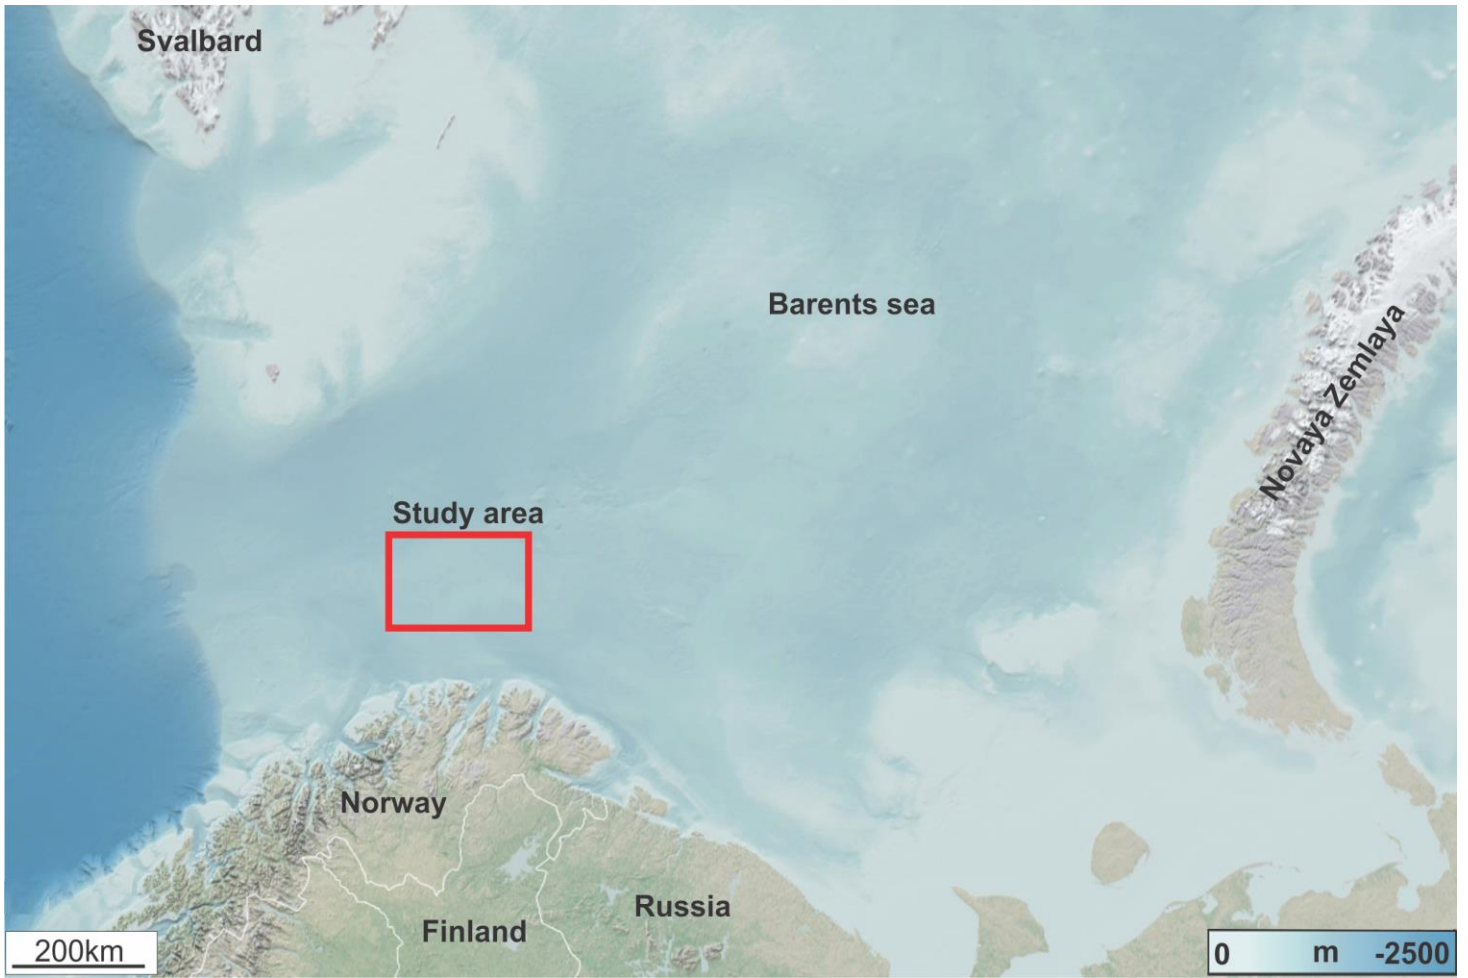 Svalbard
Barents sea
Novaya Zemlaya
Study area
Norway
Russia
Finland
200km
0 m -2500